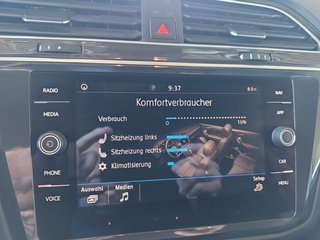 9:37
8.5°C
RADIO
NAV
Komfortverbraucher
MEDIA
APP
Verbrauch
0
1 l/h
Sitzheizung links
Sitzheizung rechts
CAR
Klimatisierung
PHONE
MENU
Auswahl
Medien
Setup
VOICE